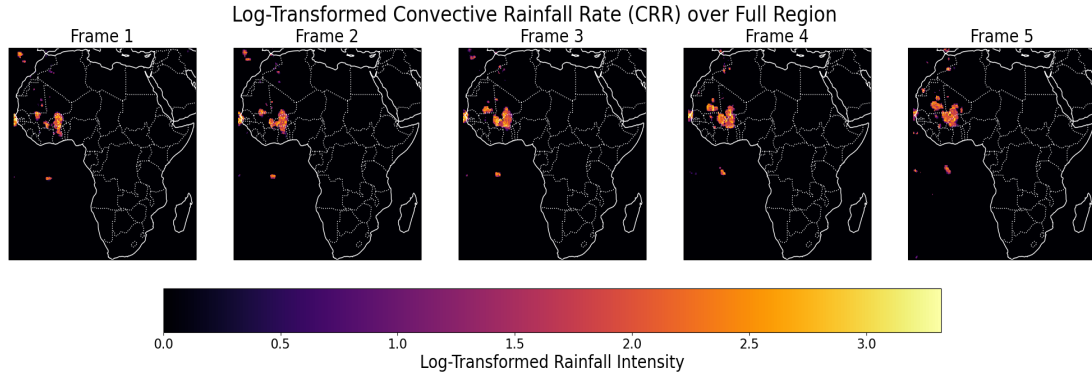 Log-Transformed Convective Rainfall Rate (CRR) over Full Region
Frame 1 Frame 2 Frame 3 Frame 4 Frame 5
0.0 0.5 1.0 1.5 2.0 2.5 3.0
Log-Transformed Rainfall Intensity